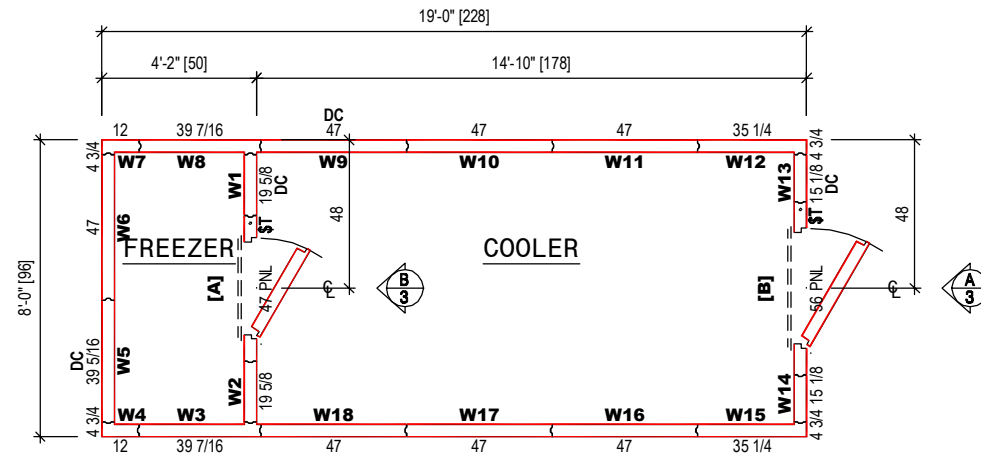 19'-0" [228]
4'-2" [50]
14'-10" [178]
DC
12
39 7/16
47
47
47
35 1/4
4 3/4
4 3/4
W7
W8
W9
W10
W11
W12
W1
19 5/8
DC
W13
15 1/8
DC
W6
47
$T
48
$T
48
FREEZER
COOLER
8'-0" [96]
[A]
47 PNL
CL
B
3
[B]
56 PNL
CL
A
3
DC
39 5/16
W5
W2
19 5/8
W14
15 1/8
4 3/4
W4
W3
W18
W17
W16
W15
4 3/4
12
39 7/16
47
47
47
35 1/4